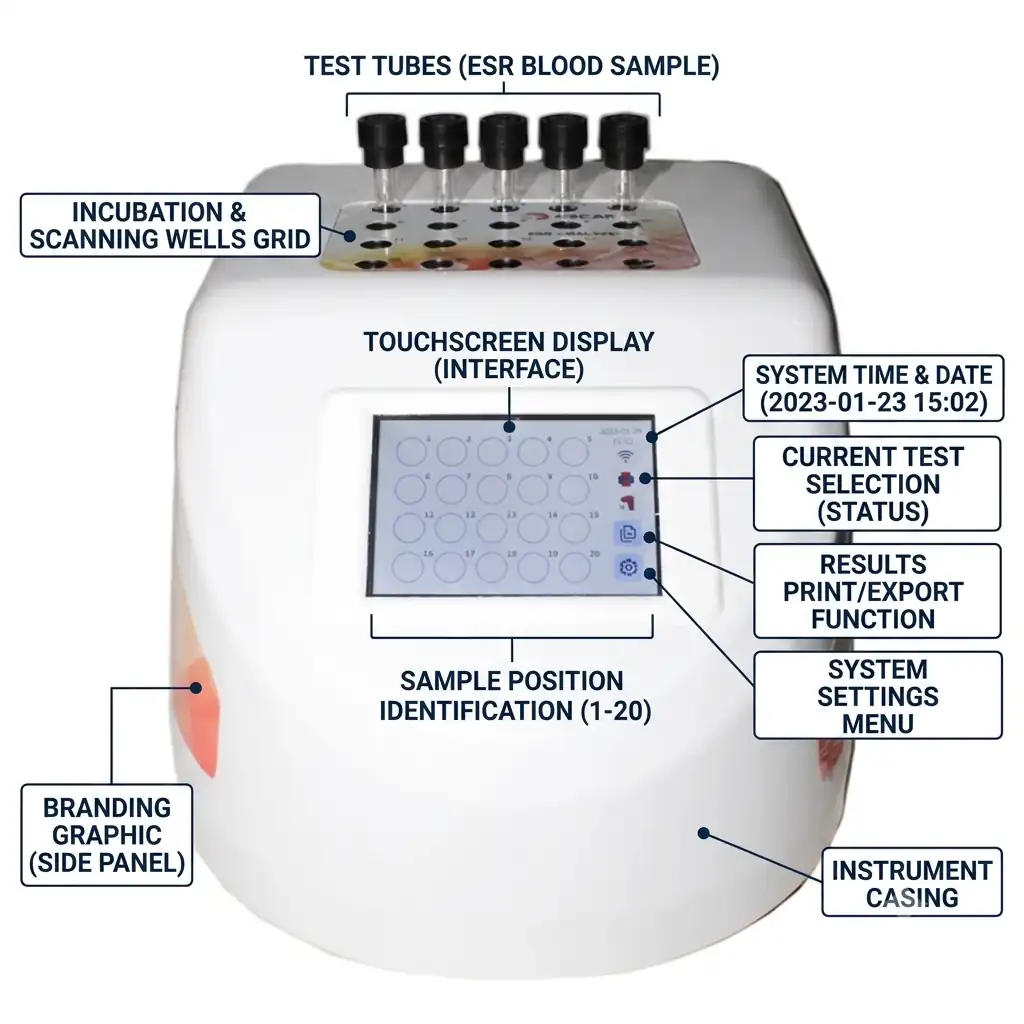 TEST TUBES (ESR BLOOD SAMPLE)
INCUBATION &
SCANNING WELLS GRID
TOUCHSCREEN DISPLAY
(INTERFACE)
SYSTEM TIME & DATE
(2023-01-23 15:02)
1 2 3 4 5
CURRENT TEST
SELECTION
(STATUS)
6 7 8 9 10
12 13 14 15
RESULTS
PRINT/EXPORT
FUNCTION
16 17 18 19 20
SYSTEM
SETTINGS
MENU
SAMPLE POSITION
IDENTIFICATION (1-20)
BRANDING
GRAPHIC
(SIDE PANEL)
INSTRUMENT
CASING